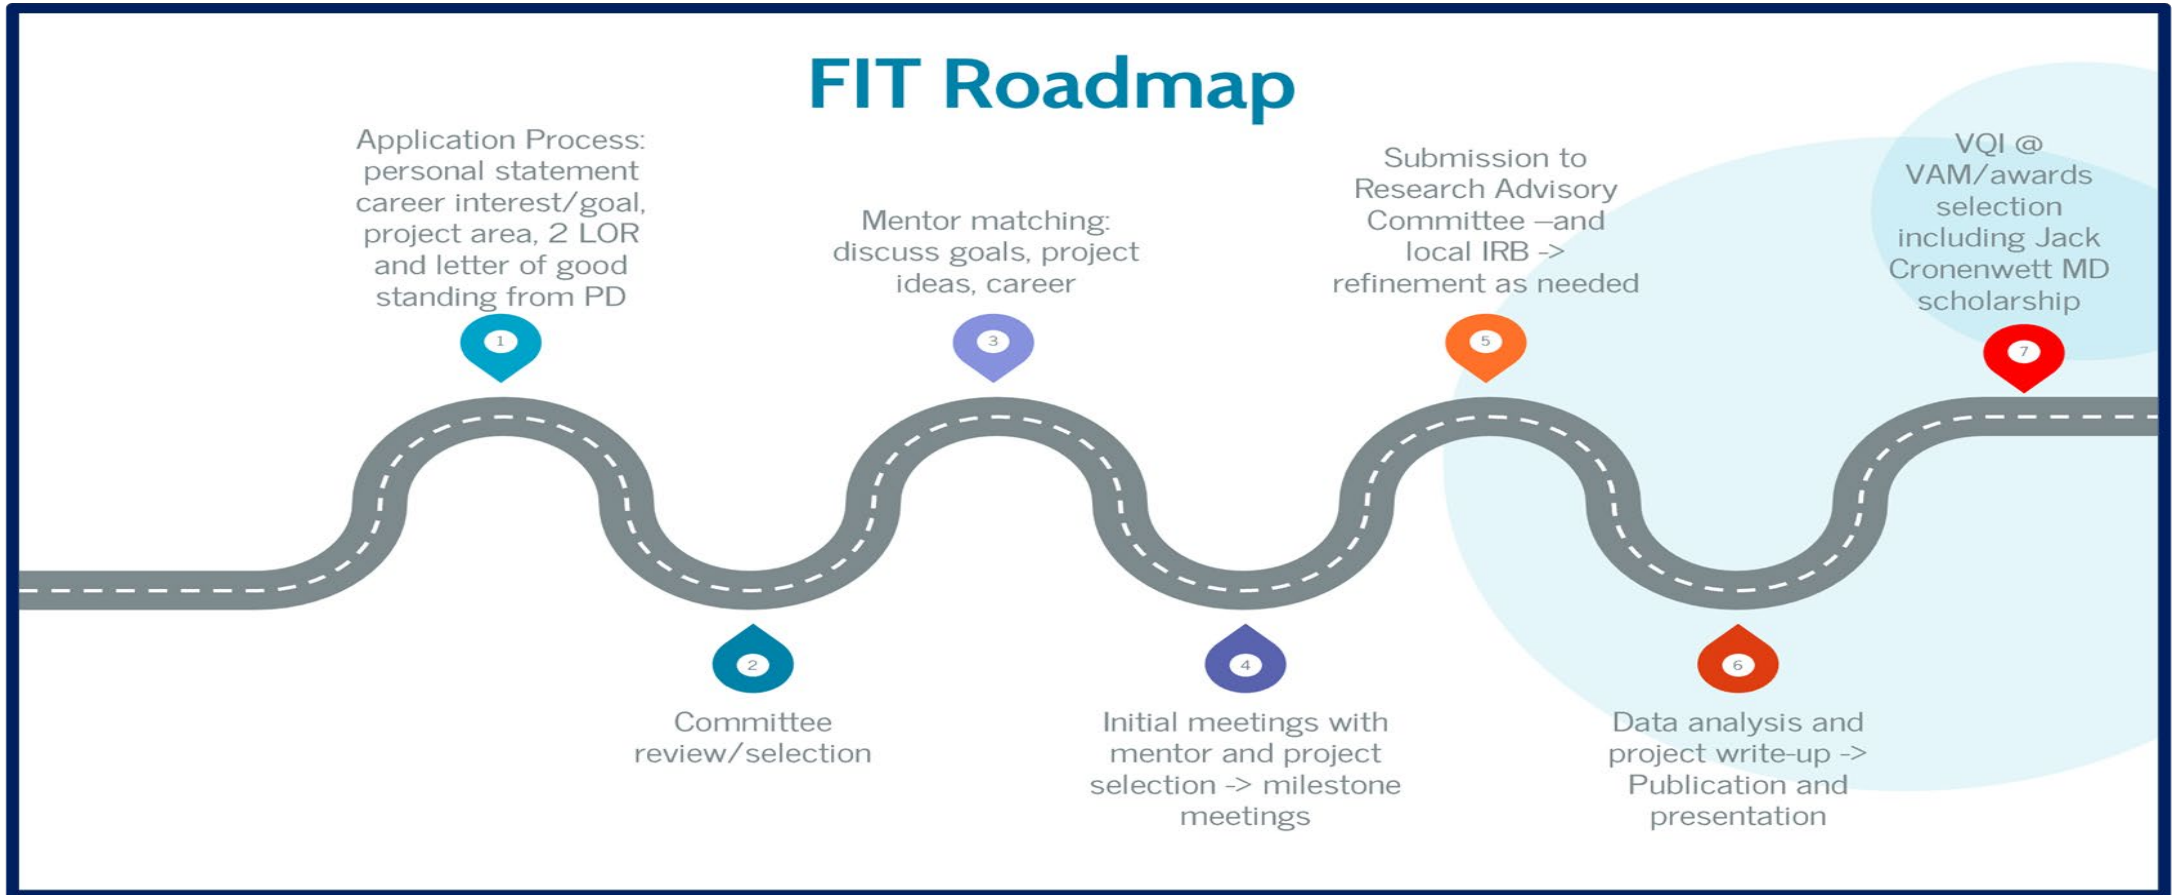 FIT Roadmap
Application Process:
personal statement
career interest/goal,
project area, 2 LOR
and letter of good
standing from PD
1
Committee
review/selection
2
Mentor matching:
discuss goals, project
ideas, career
3
Initial meetings with
mentor and project
selection -> milestone
meetings
4
Submission to
Research Advisory
Committee —and
local IRB ->
refinement as needed
5
Data analysis and
project write-up ->
Publication and
presentation
6
VQI @
VAM/awards
selection
including Jack
Cronenwett MD
scholarship
7